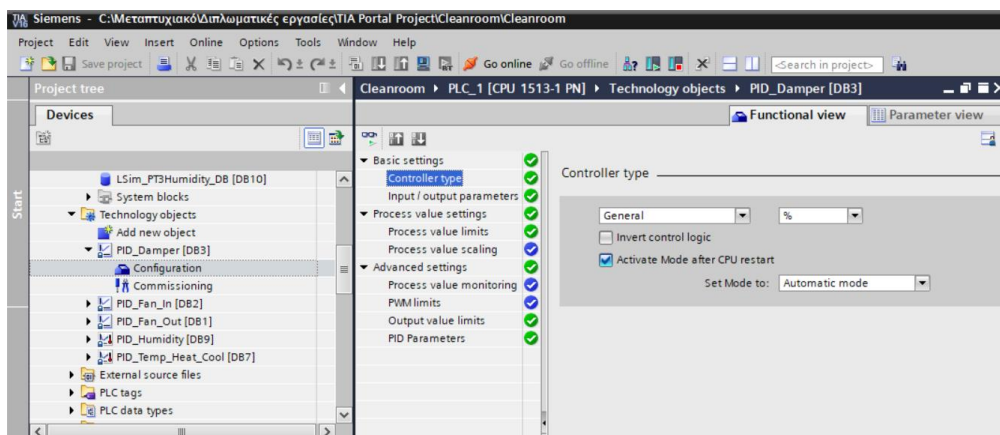 TIA V16 Siemens - C:\Μεταπτυχιακό\Διπλωματικές εργασίες\TIA Portal Project\Cleanroom\Cleanroom
Project Edit View Insert Online Options Tools Window Help
Save project Go online Go offline <Search in project>
Project tree
Devices
Start
LSim_PT3Humidity_DB [DB10]
System blocks
Technology objects
Add new object
PID_Damper [DB3]
Configuration
Commissioning
PID_Fan_In [DB2]
PID_Fan_Out [DB1]
PID_Humidity [DB9]
PID_Temp_Heat_Cool [DB7]
External source files
PLC tags
PLC data types
Cleanroom PLC_1 [CPU 1513-1 PN] Technology objects PID_Damper [DB3]
Functional view Parameter view
Basic settings
Controller type
Input / output parameters
Process value settings
Process value limits
Process value scaling
Advanced settings
Process value monitoring
PWM limits
Output value limits
PID Parameters
Controller type
General %
Invert control logic
Activate Mode after CPU restart
Set Mode to: Automatic mode